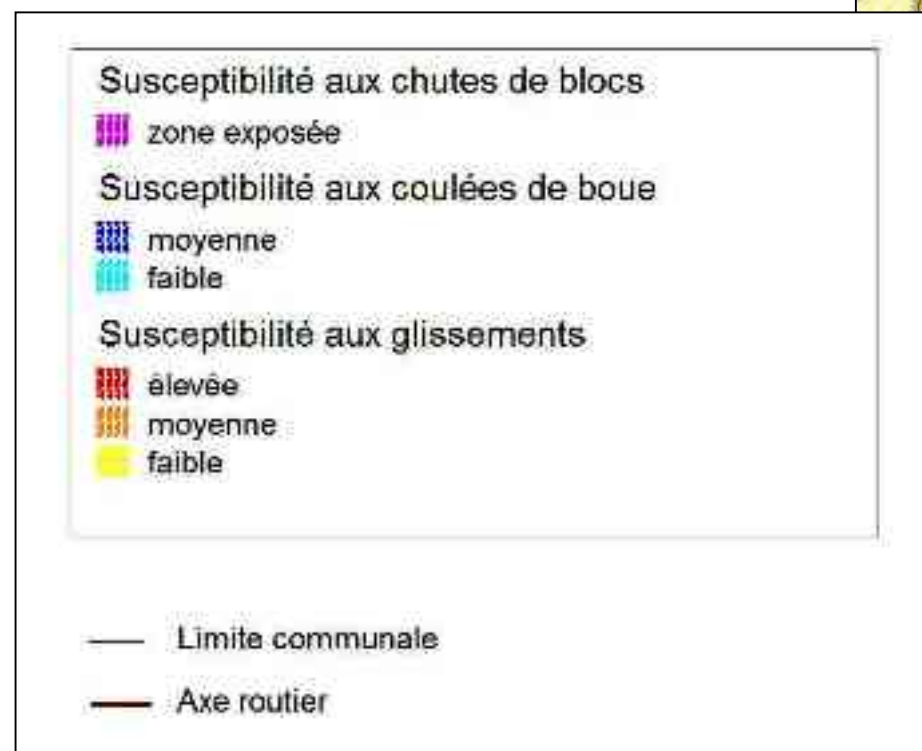 Susceptibilité aux chutes de blocs
zone exposée
Susceptibilité aux coulées de boue
moyenne
faible
Susceptibilité aux glissements
élevée
moyenne
faible
Limite communale
Axe routier